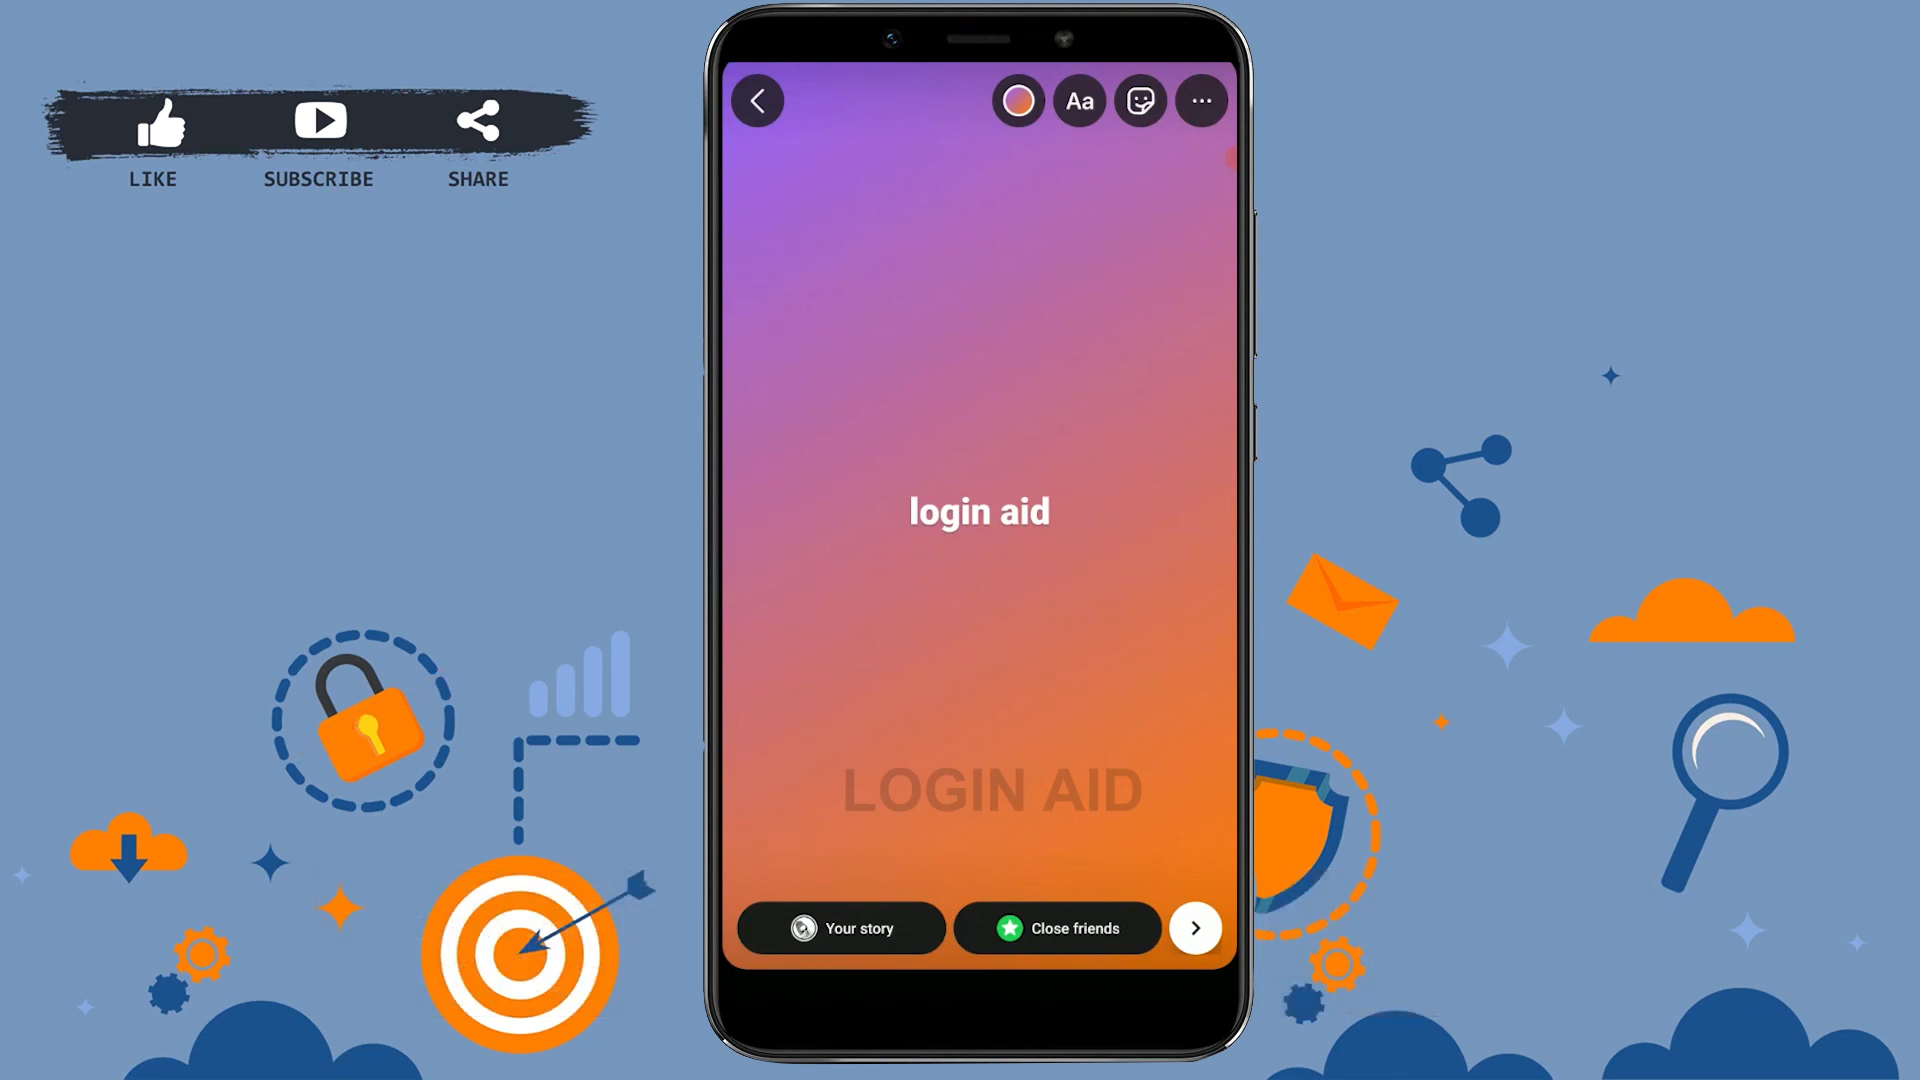 LIKE
SUBSCRIBE
SHARE
Aa
login aid
LOGIN AID
Your story
Close friends